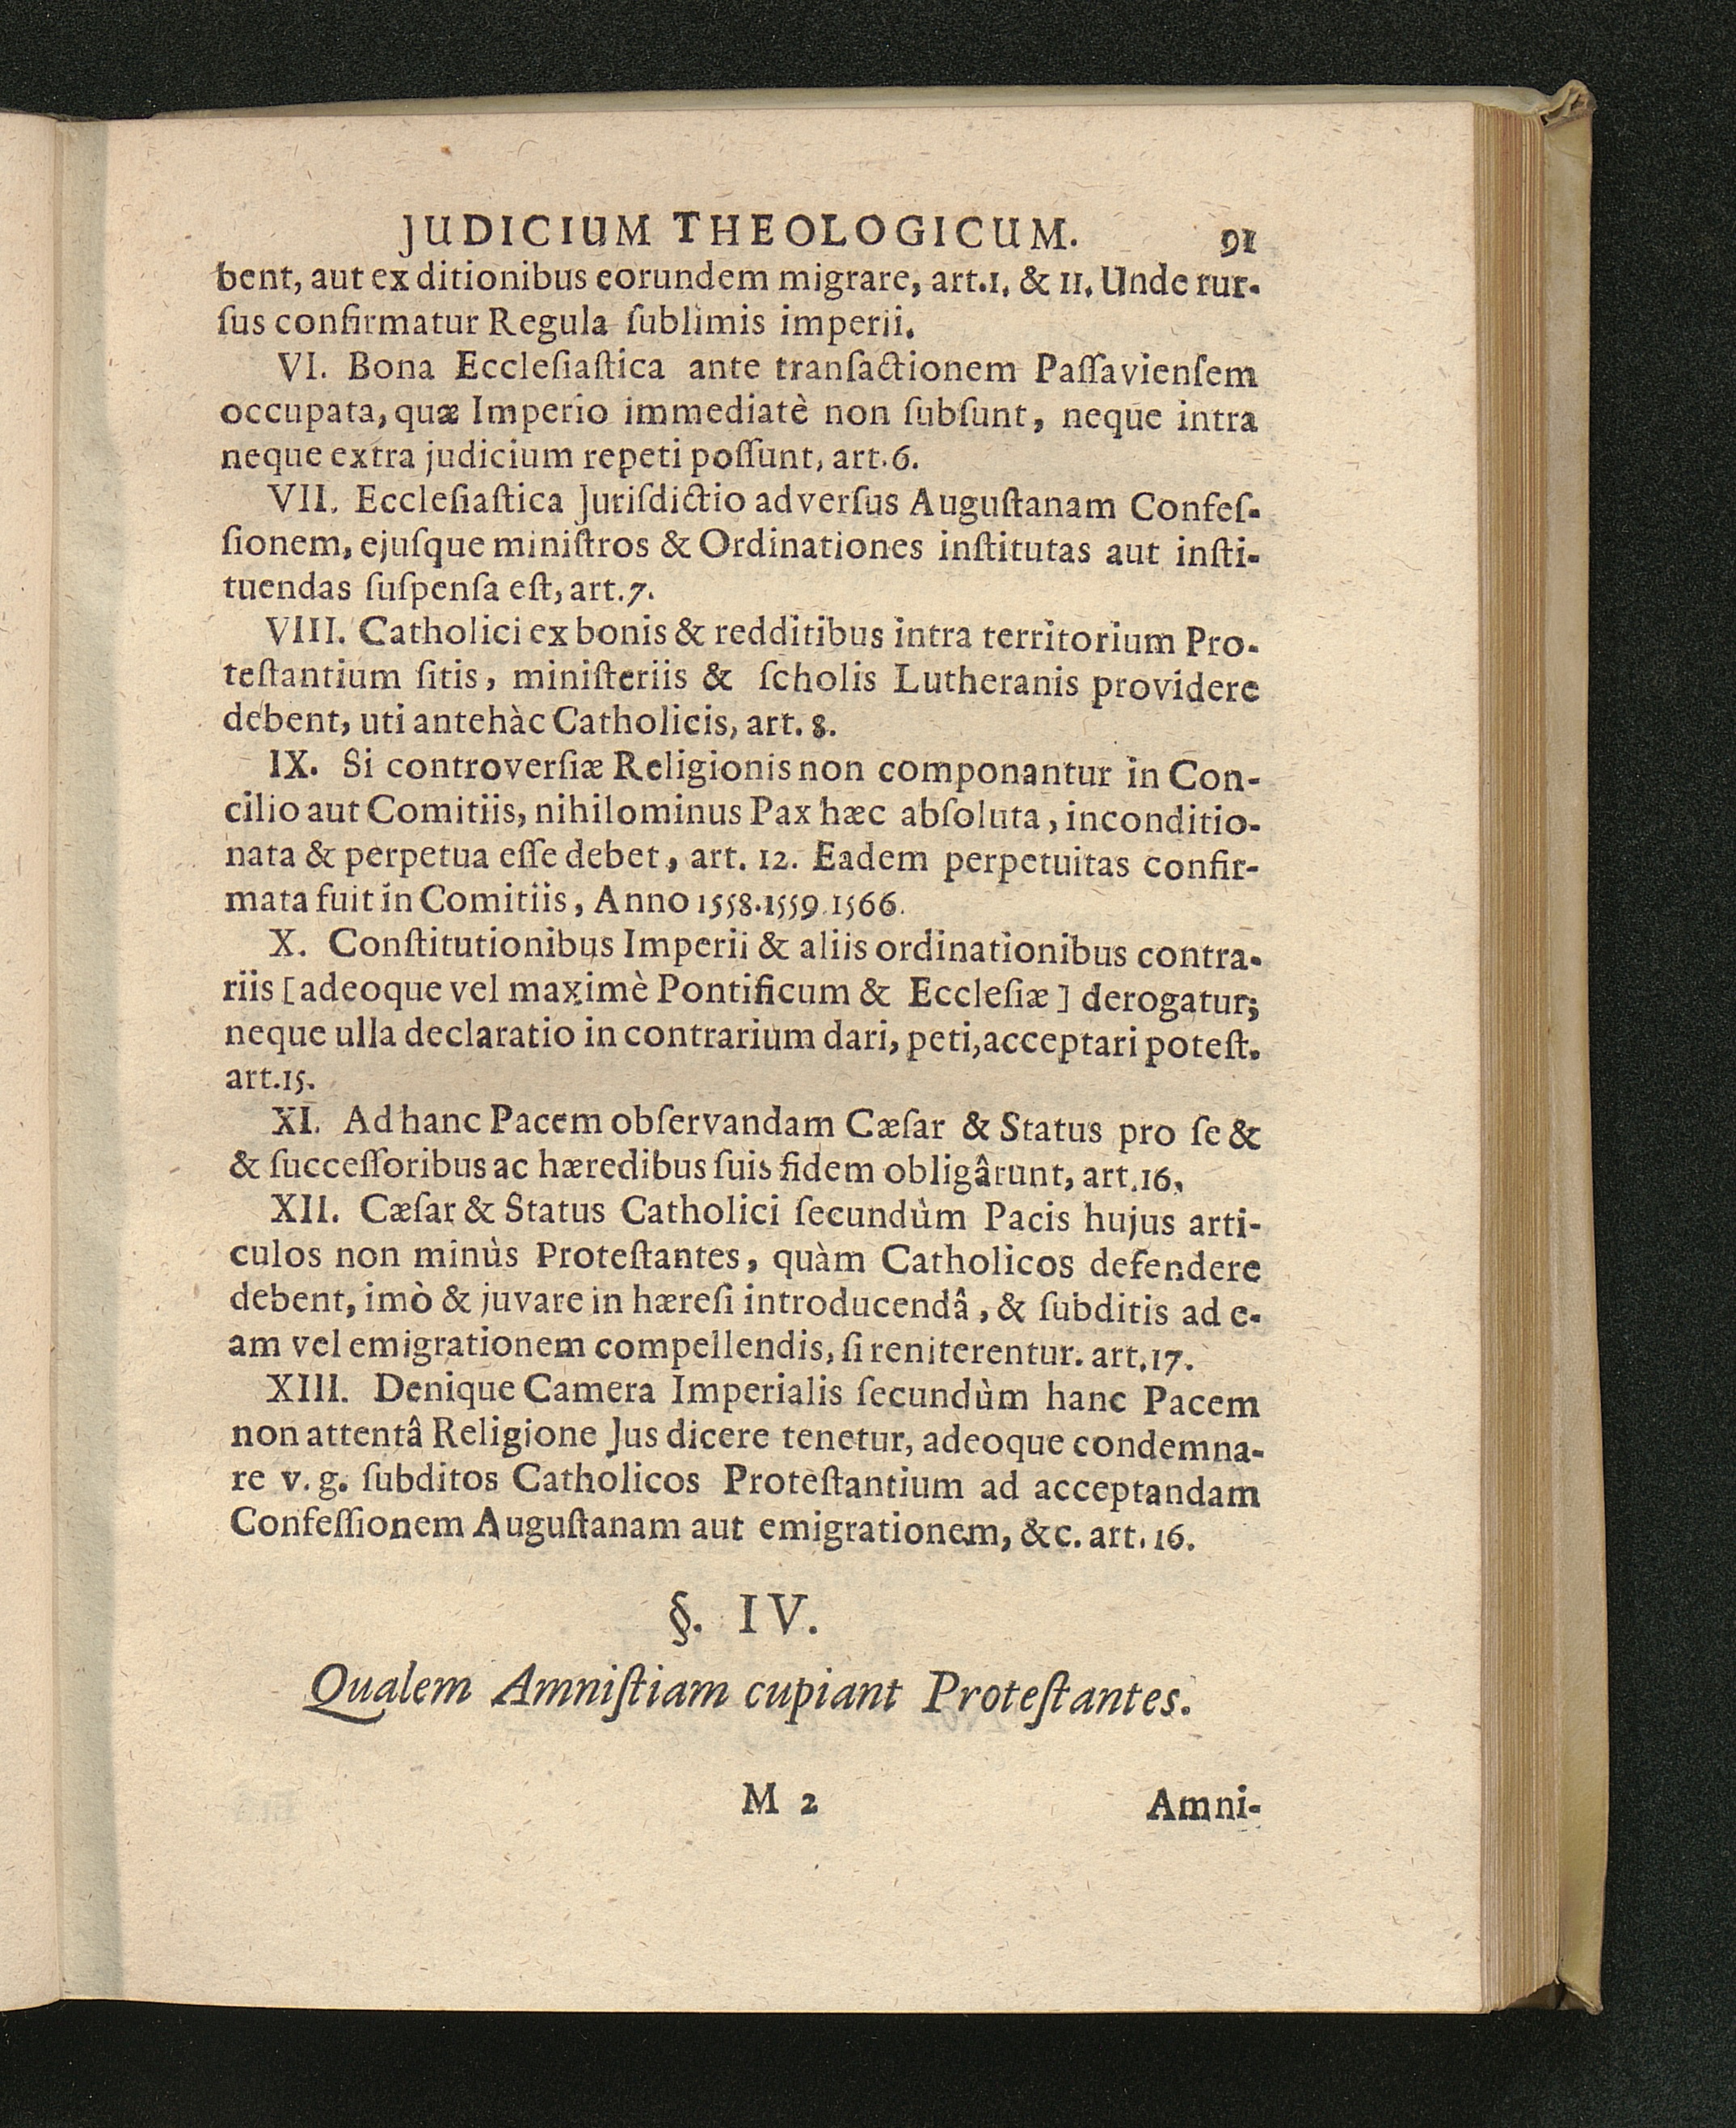 JUDICIUM THEOLOGICUM. 91
bent, aut ex ditionibus eorundem migrare, art.1. & 11. Unde rur-
ſus confirmatur Regula ſublimis imperii.
VI. Bona Eccleſiaſtica ante tranſactionem Paſſavienſem
occupata, quæ Imperio immediatè non ſubſunt, neque intra
neque extra judicium repeti poſſunt, art.6.
VII. Eccleſiaſtica Juriſdictio adverſus Auguſtanam Confeſ-
ſionem, ejuſque miniſtros & Ordinationes inſtitutas aut inſti-
tuendas ſuſpenſa eſt, art.7.
VIII. Catholici ex bonis & redditibus intra territorium Pro-
teſtantium ſitis, miniſteriis & ſcholis Lutheranis providere
debent, uti antehàc Catholicis, art. 8.
IX. Si controverſiæ Religionis non componantur in Con-
cilio aut Comitiis, nihilominus Pax hæc abſoluta, inconditio-
nata & perpetua eſſe debet, art. 12. Eadem perpetuitas confir-
mata fuit in Comitiis, Anno 1558.1559.1566.
X. Conſtitutionibus Imperii & aliis ordinationibus contra-
riis [adeoque vel maximè Pontificum & Eccleſiæ] derogatur;
neque ulla declaratio in contrarium dari, peti, acceptari poteſt.
art.15.
XI. Ad hanc Pacem obſervandam Cæſar & Status pro ſe &
& ſucceſſoribus ac hæredibus ſuis fidem obligârunt, art.16.
XII. Cæſar & Status Catholici ſecundùm Pacis hujus arti-
culos non minùs Proteſtantes, quàm Catholicos defendere
debent, imò & juvare in hæreſi introducendâ, & ſubditis ad e-
am vel emigrationem compellendis, ſi reniterentur. art.17.
XIII. Denique Camera Imperialis ſecundùm hanc Pacem
non attentâ Religione Jus dicere tenetur, adeoque condemna-
re v. g. ſubditos Catholicos Proteſtantium ad acceptandam
Confeſſionem Auguſtanam aut emigrationem, &c. art. 16.
§. IV.
Qualem Amniſtiam cupiant Proteſtantes.
M 2 Amni-